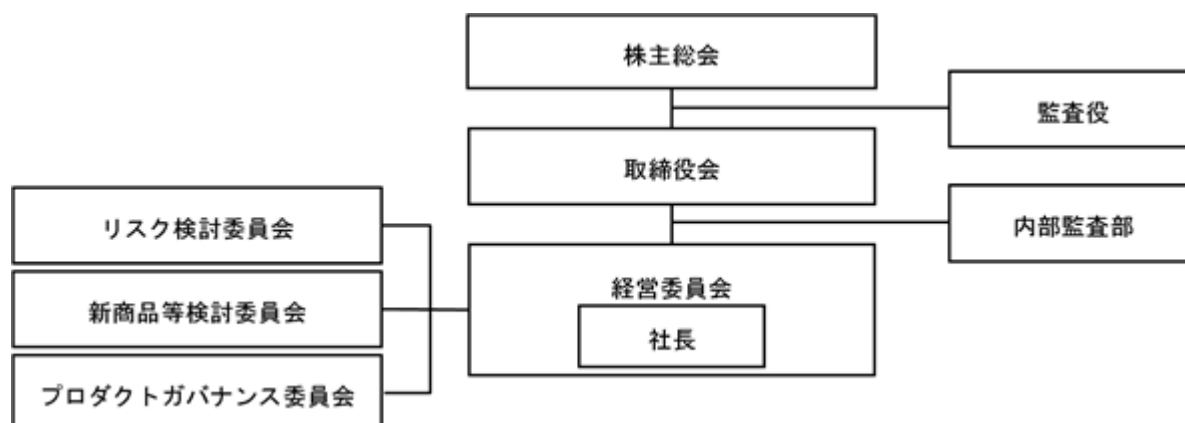 株主総会
監査役
取締役会
内部監査部
リスク検討委員会
新商品等検討委員会
プロダクトガバナンス委員会
経営委員会
社長